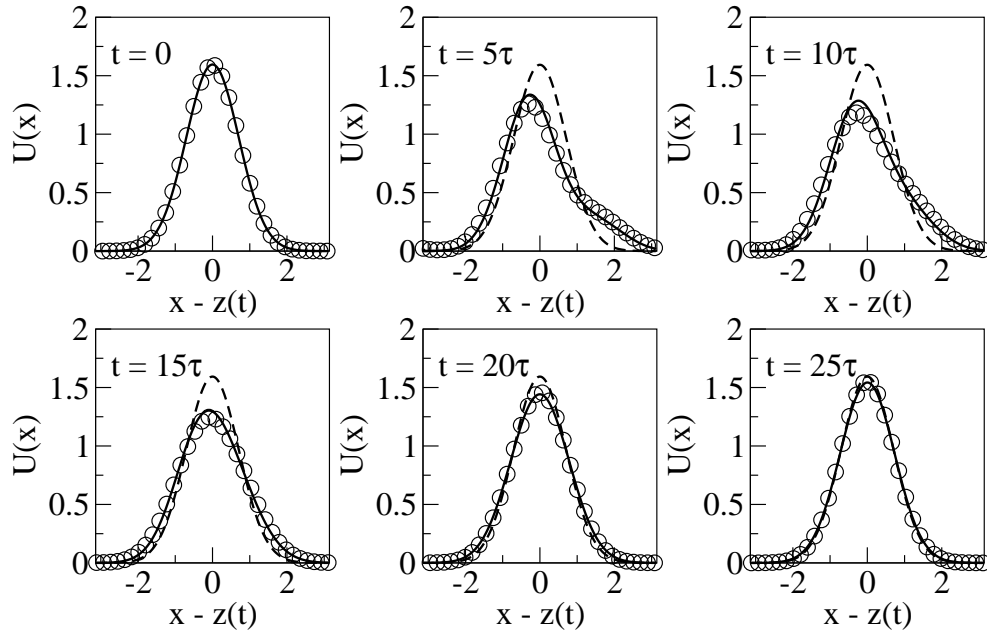 2
1.5
1
0.5
0
U(x)
t = 0
-2 0 2
x - z(t)
2
1.5
1
0.5
0
U(x)
t = 5τ
-2 0 2
x - z(t)
2
1.5
1
0.5
0
U(x)
t = 10τ
-2 0 2
x - z(t)
2
1.5
1
0.5
0
U(x)
t = 15τ
-2 0 2
x - z(t)
2
1.5
1
0.5
0
U(x)
t = 20τ
-2 0 2
x - z(t)
2
1.5
1
0.5
0
U(x)
t = 25τ
-2 0 2
x - z(t)